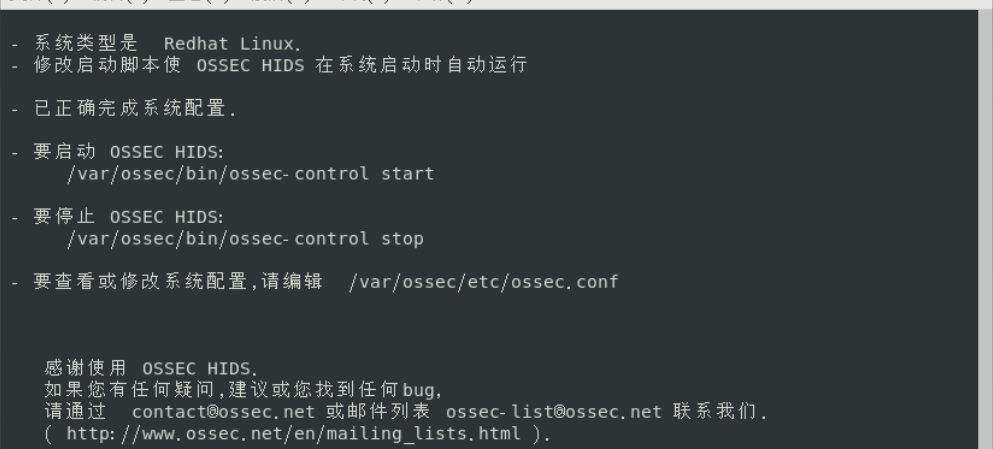 - 系统类型是 Redhat Linux.
- 修改启动脚本使 OSSEC HIDS 在系统启动时自动运行
- 已正确完成系统配置.
- 要启动 OSSEC HIDS:
/var/ossec/bin/ossec-control start
- 要停止 OSSEC HIDS:
/var/ossec/bin/ossec-control stop
- 要查看或修改系统配置,请编辑 /var/ossec/etc/ossec.conf
感谢使用 OSSEC HIDS.
如果您有任何疑问,建议或您找到任何bug,
请通过 contact@ossec.net 或邮件列表 ossec-list@ossec.net 联系我们.
( http://www.ossec.net/en/mailing_lists.html ).